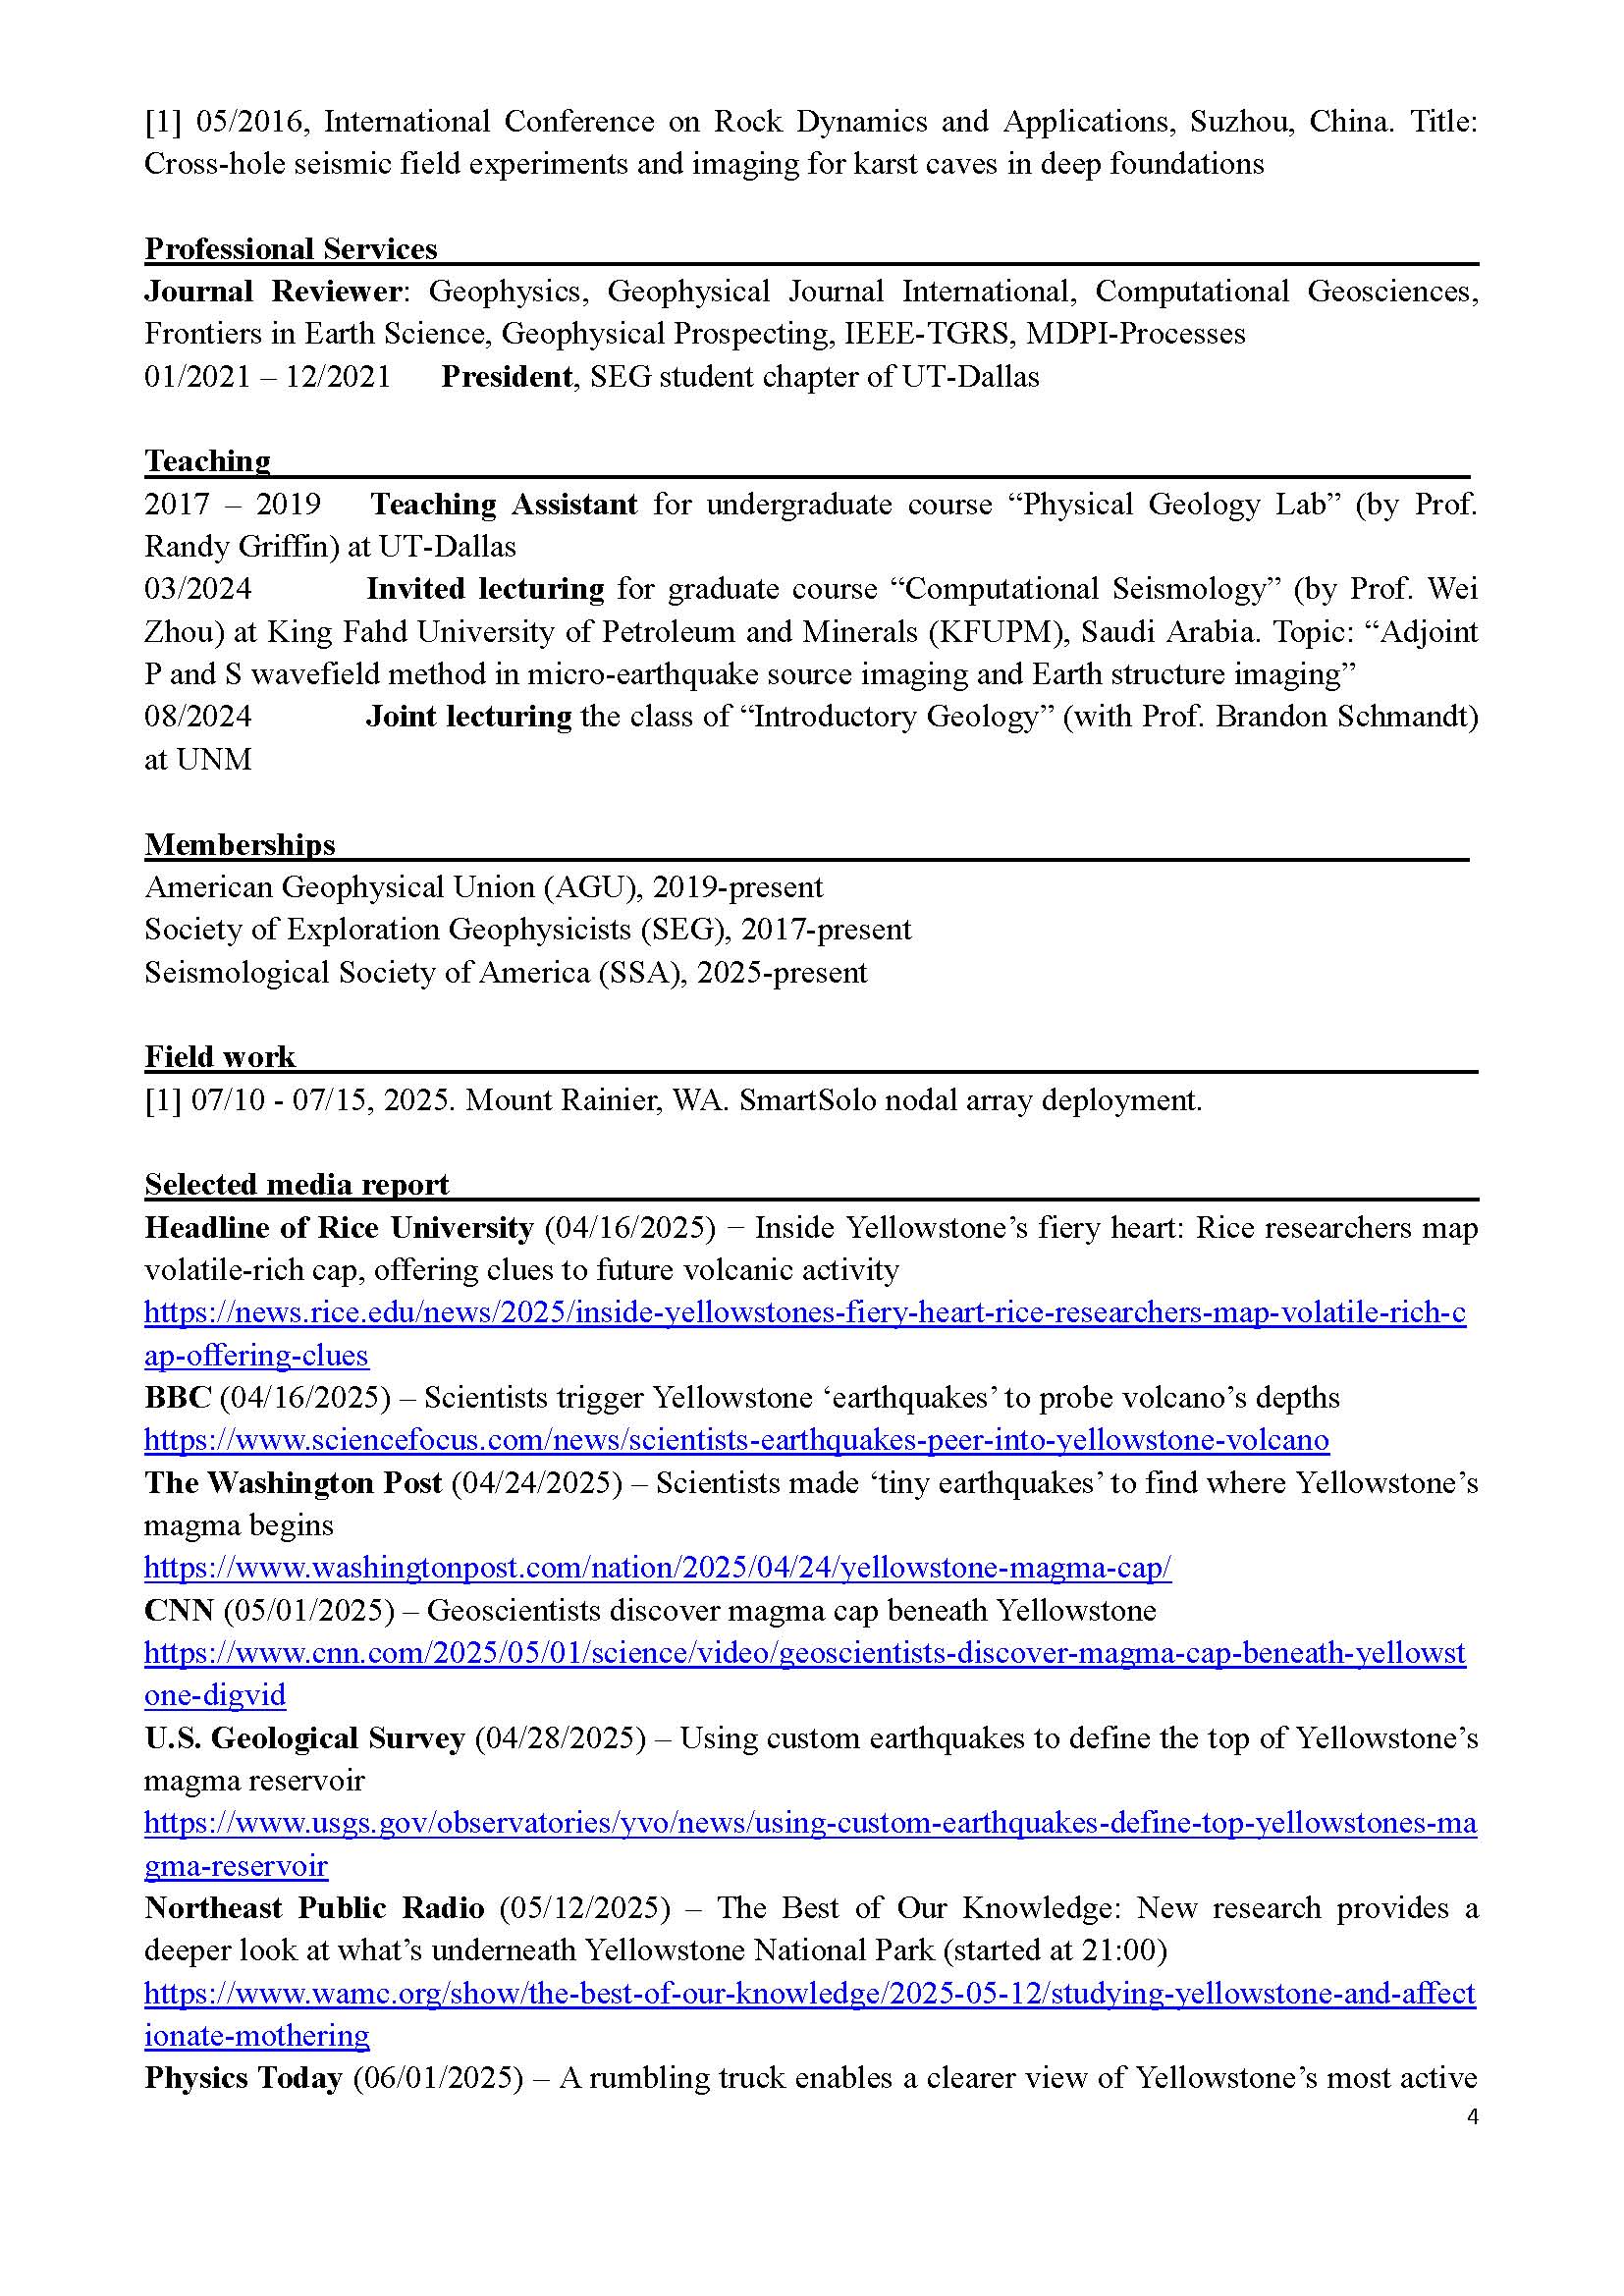 [1] 05/2016, International Conference on Rock Dynamics and Applications, Suzhou, China. Title:
Cross-hole seismic field experiments and imaging for karst caves in deep foundations
Professional Services
Journal Reviewer: Geophysics, Geophysical Journal International, Computational Geosciences,
Frontiers in Earth Science, Geophysical Prospecting, IEEE-TGRS, MDPI-Processes
01/2021 – 12/2021 President, SEG student chapter of UT-Dallas
Teaching
2017 – 2019 Teaching Assistant for undergraduate course “Physical Geology Lab” (by Prof.
Randy Griffin) at UT-Dallas
03/2024 Invited lecturing for graduate course “Computational Seismology” (by Prof. Wei
Zhou) at King Fahd University of Petroleum and Minerals (KFUPM), Saudi Arabia. Topic: “Adjoint
P and S wavefield method in micro-earthquake source imaging and Earth structure imaging”
08/2024 Joint lecturing the class of “Introductory Geology” (with Prof. Brandon Schmandt)
at UNM
Memberships
American Geophysical Union (AGU), 2019-present
Society of Exploration Geophysicists (SEG), 2017-present
Seismological Society of America (SSA), 2025-present
Field work
[1] 07/10 - 07/15, 2025. Mount Rainier, WA. SmartSolo nodal array deployment.
Selected media report
Headline of Rice University (04/16/2025) − Inside Yellowstone’s fiery heart: Rice researchers map
volatile-rich cap, offering clues to future volcanic activity
https://news.rice.edu/news/2025/inside-yellowstones-fiery-heart-rice-researchers-map-volatile-rich-c
ap-offering-clues
BBC (04/16/2025) – Scientists trigger Yellowstone ‘earthquakes’ to probe volcano’s depths
https://www.sciencefocus.com/news/scientists-earthquakes-peer-into-yellowstone-volcano
The Washington Post (04/24/2025) – Scientists made ‘tiny earthquakes’ to find where Yellowstone’s
magma begins
https://www.washingtonpost.com/nation/2025/04/24/yellowstone-magma-cap/
CNN (05/01/2025) – Geoscientists discover magma cap beneath Yellowstone
https://www.cnn.com/2025/05/01/science/video/geoscientists-discover-magma-cap-beneath-yellowst
one-digvid
U.S. Geological Survey (04/28/2025) – Using custom earthquakes to define the top of Yellowstone’s
magma reservoir
https://www.usgs.gov/observatories/yvo/news/using-custom-earthquakes-define-top-yellowstones-ma
gma-reservoir
Northeast Public Radio (05/12/2025) – The Best of Our Knowledge: New research provides a
deeper look at what’s underneath Yellowstone National Park (started at 21:00)
https://www.wamc.org/show/the-best-of-our-knowledge/2025-05-12/studying-yellowstone-and-affect
ionate-mothering
Physics Today (06/01/2025) – A rumbling truck enables a clearer view of Yellowstone’s most active
4